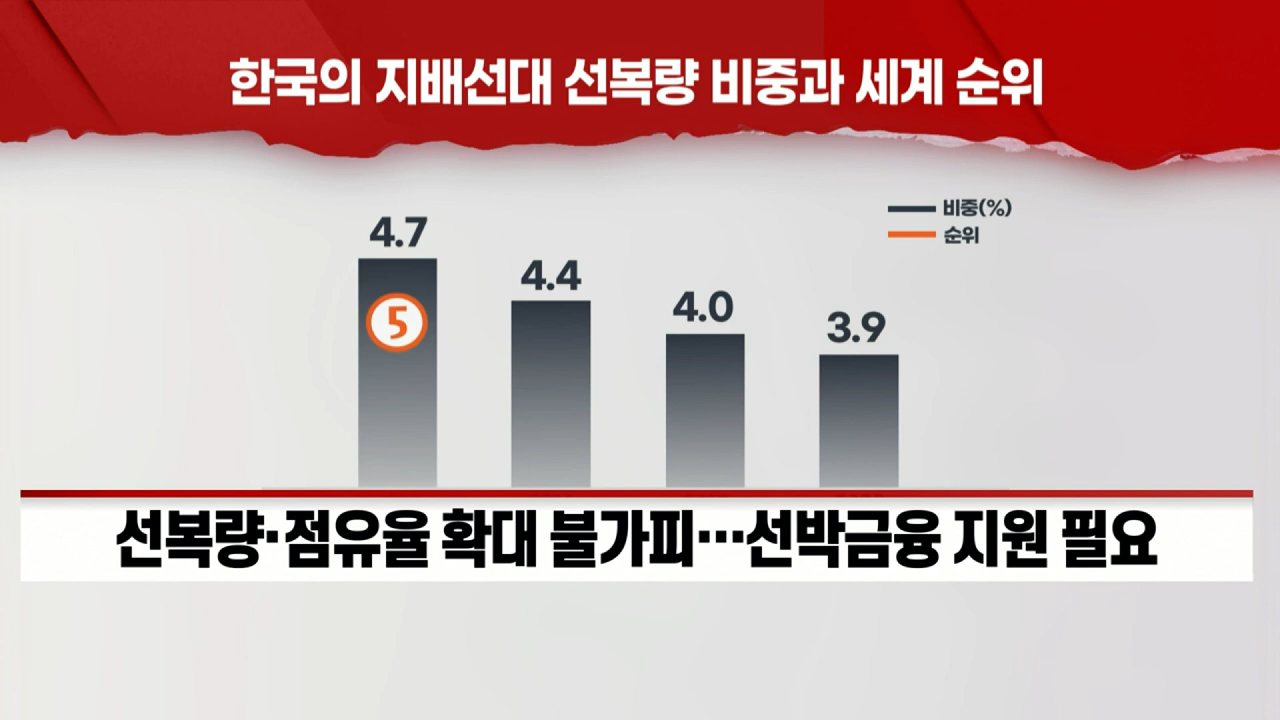 한국의 지배선대 선복량 비중과 세계 순위
비중(%)
순위
4.7
4.4
4.0
3.9
5
선복량·점유율 확대 불가피…선박금융 지원 필요